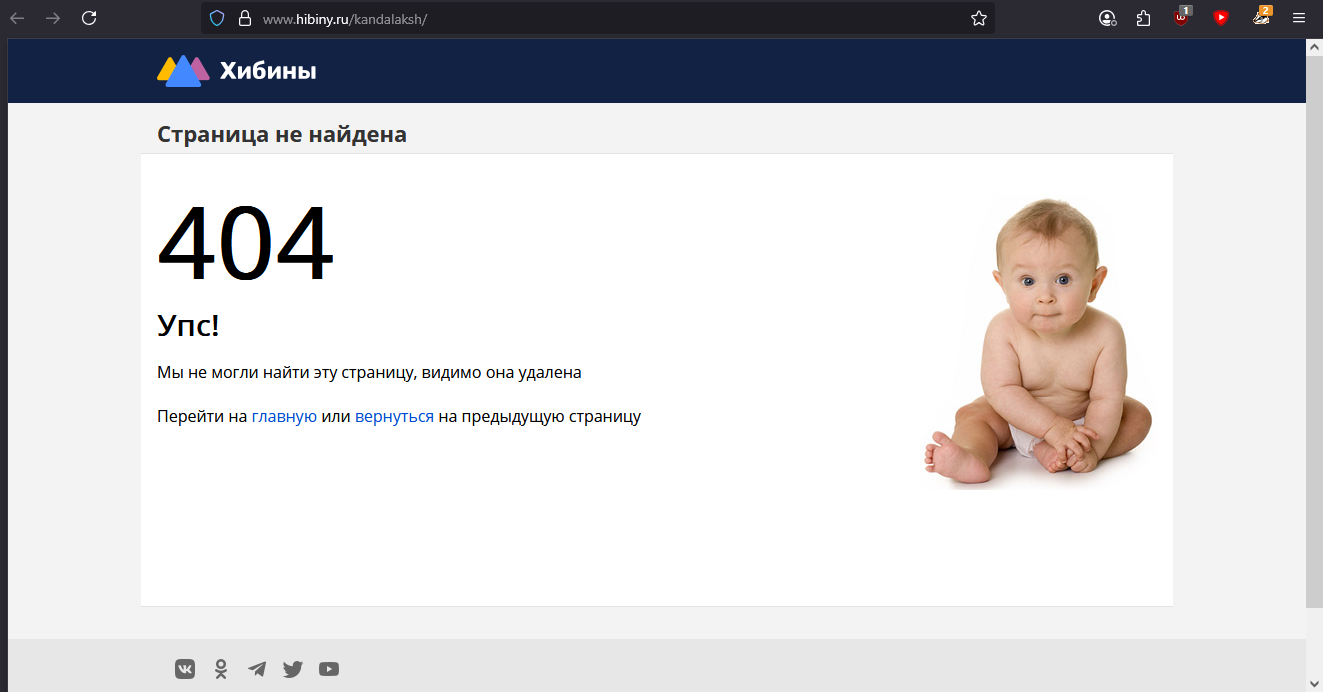 www.hibiny.ru/kandalaksh/
1
2
Хибины
Страница не найдена
404
Упс!
Мы не могли найти эту страницу, видимо она удалена
Перейти на главную или вернуться на предыдущую страницу